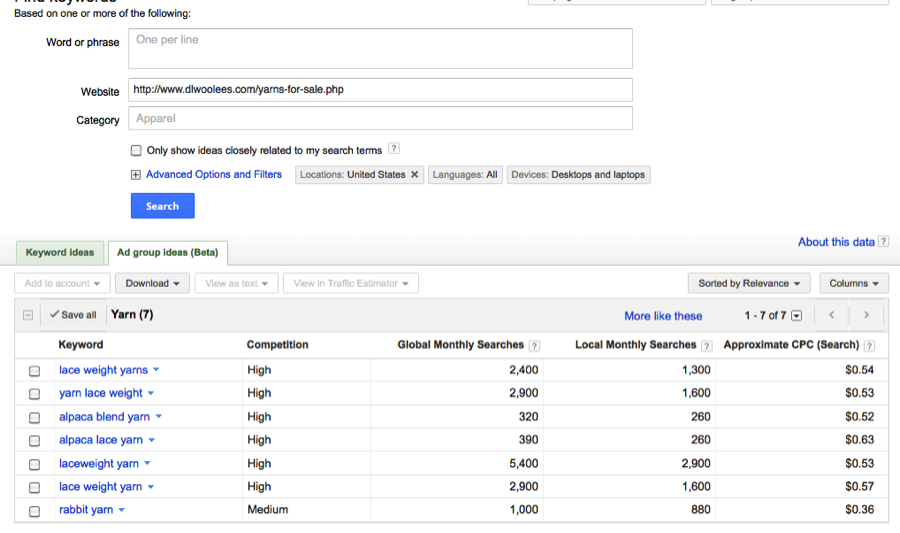 Find keywords
Based on one or more of the following:
Word or phrase One per line
Website http://www.dlwoolees.com/yarns-for-sale.php
Category Apparel
Only show ideas closely related to my search terms ?
Advanced Options and Filters Locations: United States × Languages: All Devices: Desktops and laptops
Search
About this data ?
Keyword ideas Ad group ideas (Beta)
Add to account Download View as text View in Traffic Estimator Sorted by Relevance Columns
Save all Yarn (7) More like these 1 - 7 of 7
Keyword Competition Global Monthly Searches ? Local Monthly Searches ? Approximate CPC (Search) ?
lace weight yarns High 2,400 1,300 $0.54
yarn lace weight High 2,900 1,600 $0.53
alpaca blend yarn High 320 260 $0.52
alpaca lace yarn High 390 260 $0.63
laceweight yarn High 5,400 2,900 $0.53
lace weight yarn High 2,900 1,600 $0.57
rabbit yarn Medium 1,000 880 $0.36